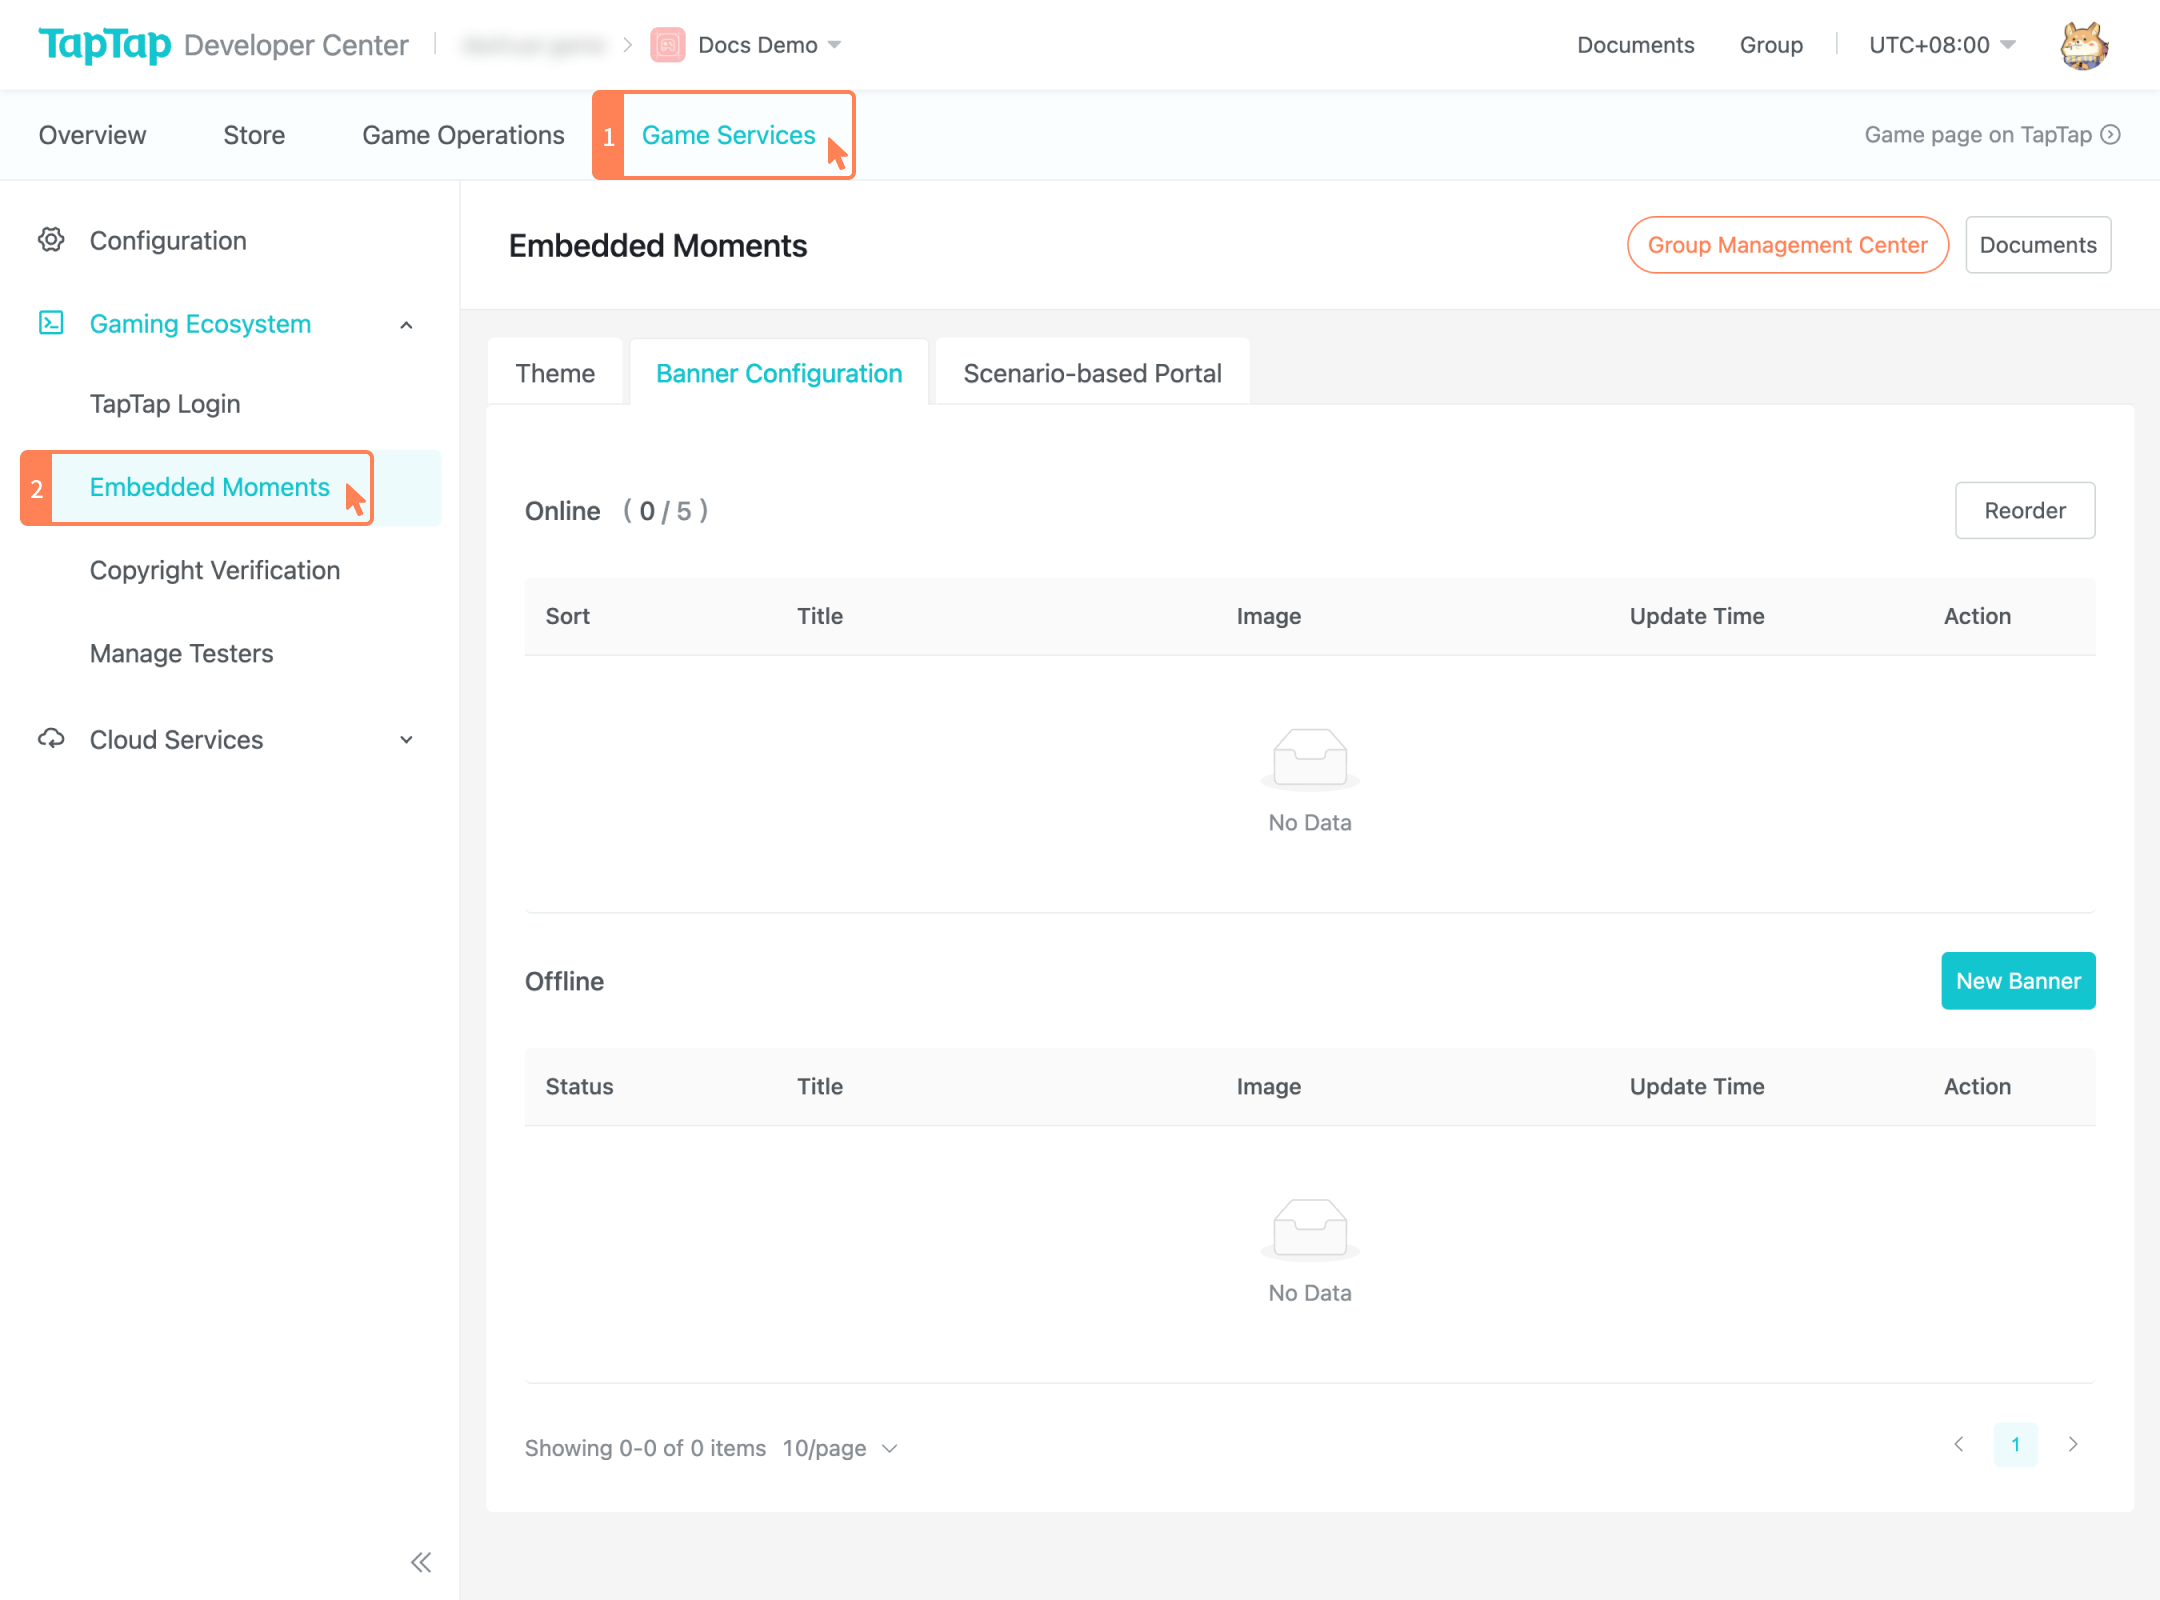 TapTap Developer Center
Docs Demo
Documents
Group
UTC+08:00
Overview
Store
Game Operations
1
Game Services
Game page on TapTap
Configuration
Gaming Ecosystem
TapTap Login
2
Embedded Moments
Copyright Verification
Manage Testers
Cloud Services
Embedded Moments
Group Management Center
Documents
Theme
Banner Configuration
Scenario-based Portal
Online ( 0 / 5 )
Reorder
Sort Title Image Update Time Action
No Data
Offline
New Banner
Status Title Image Update Time Action
No Data
Showing 0-0 of 0 items 10/page
1